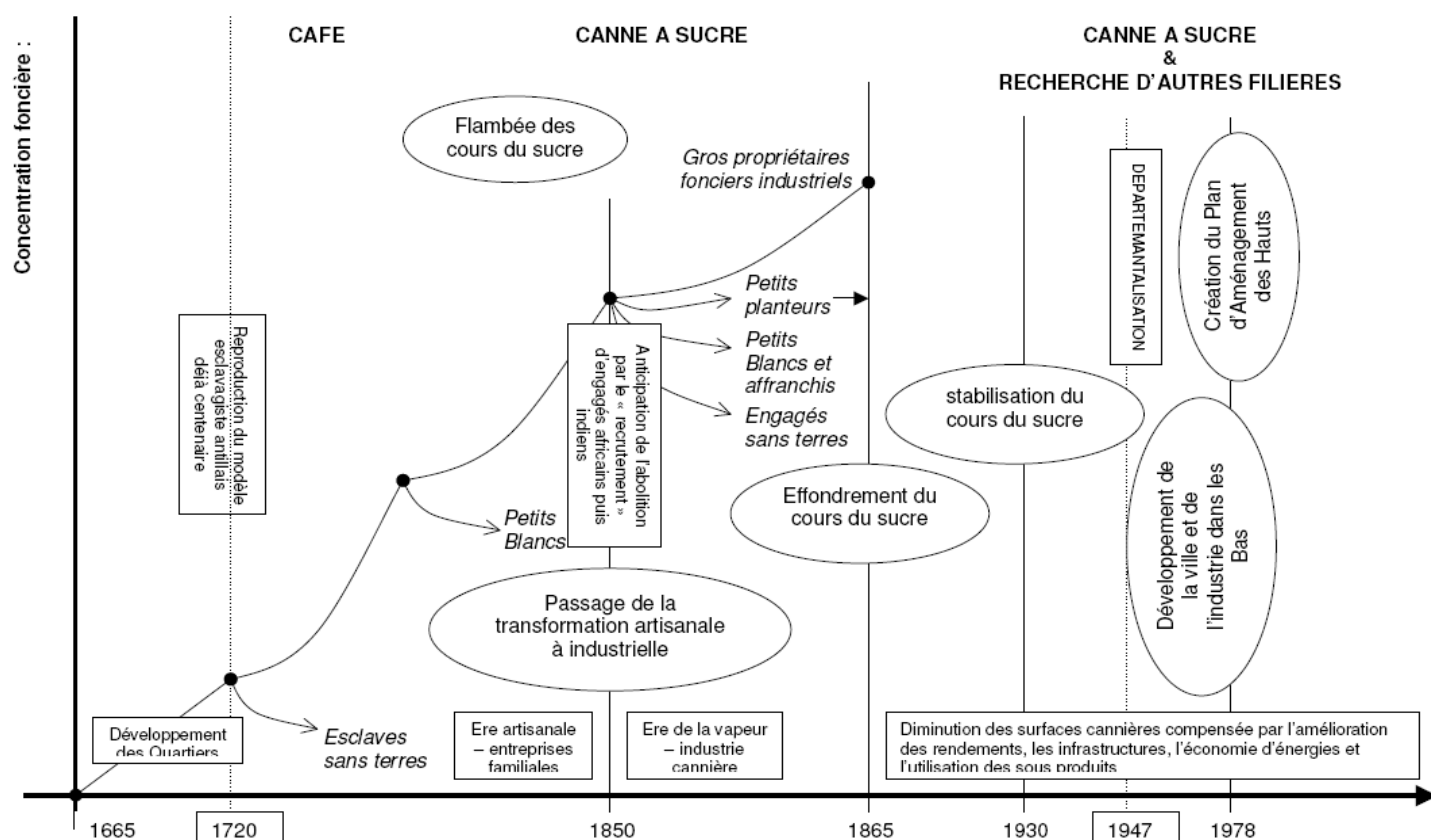 Concentration foncière :
CAFE
CANNE A SUCRE
CANNE A SUCRE
&
RECHERCHE D'AUTRES FILIERES
Flambée des
cours du sucre
Gros propriétaires
fonciers industriels
DEPARTEMANTALISATION
Création du Plan
d'Aménagement
des Hauts
Reproduction du modèle
esclavagiste antillais
déjà centenaire
Anticipation de l'abolition
par le « recrutement »
d'engagés africains puis
indiens
Petits
planteurs
Petits
Blancs et
affranchis
Engagés
sans terres
stabilisation du
cours du sucre
Effondrement du
cours du sucre
Développement de
la ville et de
l'industrie dans les
Bas
Petits
Blancs
Passage de la
transformation artisanale
à industrielle
Développement
des Quartiers
Esclaves
sans terres
Ere artisanale
– entreprises
familiales
Ere de la vapeur
– industrie
cannière
Diminution des surfaces cannières compensée par l'amélioration
des rendements, les infrastructures, l'économie d'énergies et
l'utilisation des sous produits
1665
1720
1850
1865
1930
1947
1978